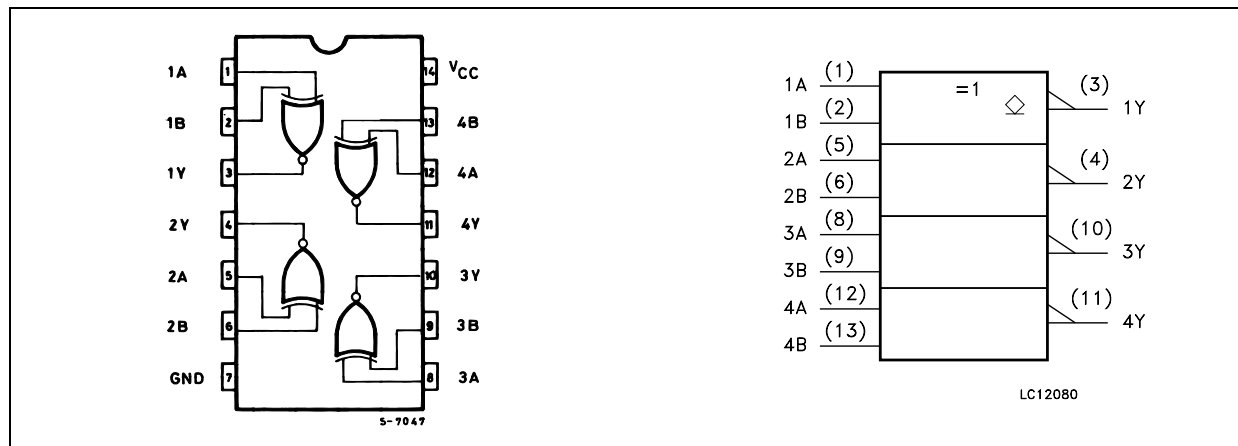 1A 1 14 VCC
1B 2 13 4B
1Y 3 12 4A
2Y 4 11 4Y
2A 5 10 3Y
2B 6 9 3B
GND 7 8 3A
S-7047
1A (1) =1 (3) 1Y
1B (2)
2A (5) (4) 2Y
2B (6)
3A (8) (10) 3Y
3B (9)
4A (12) (11) 4Y
4B (13)
LC12080